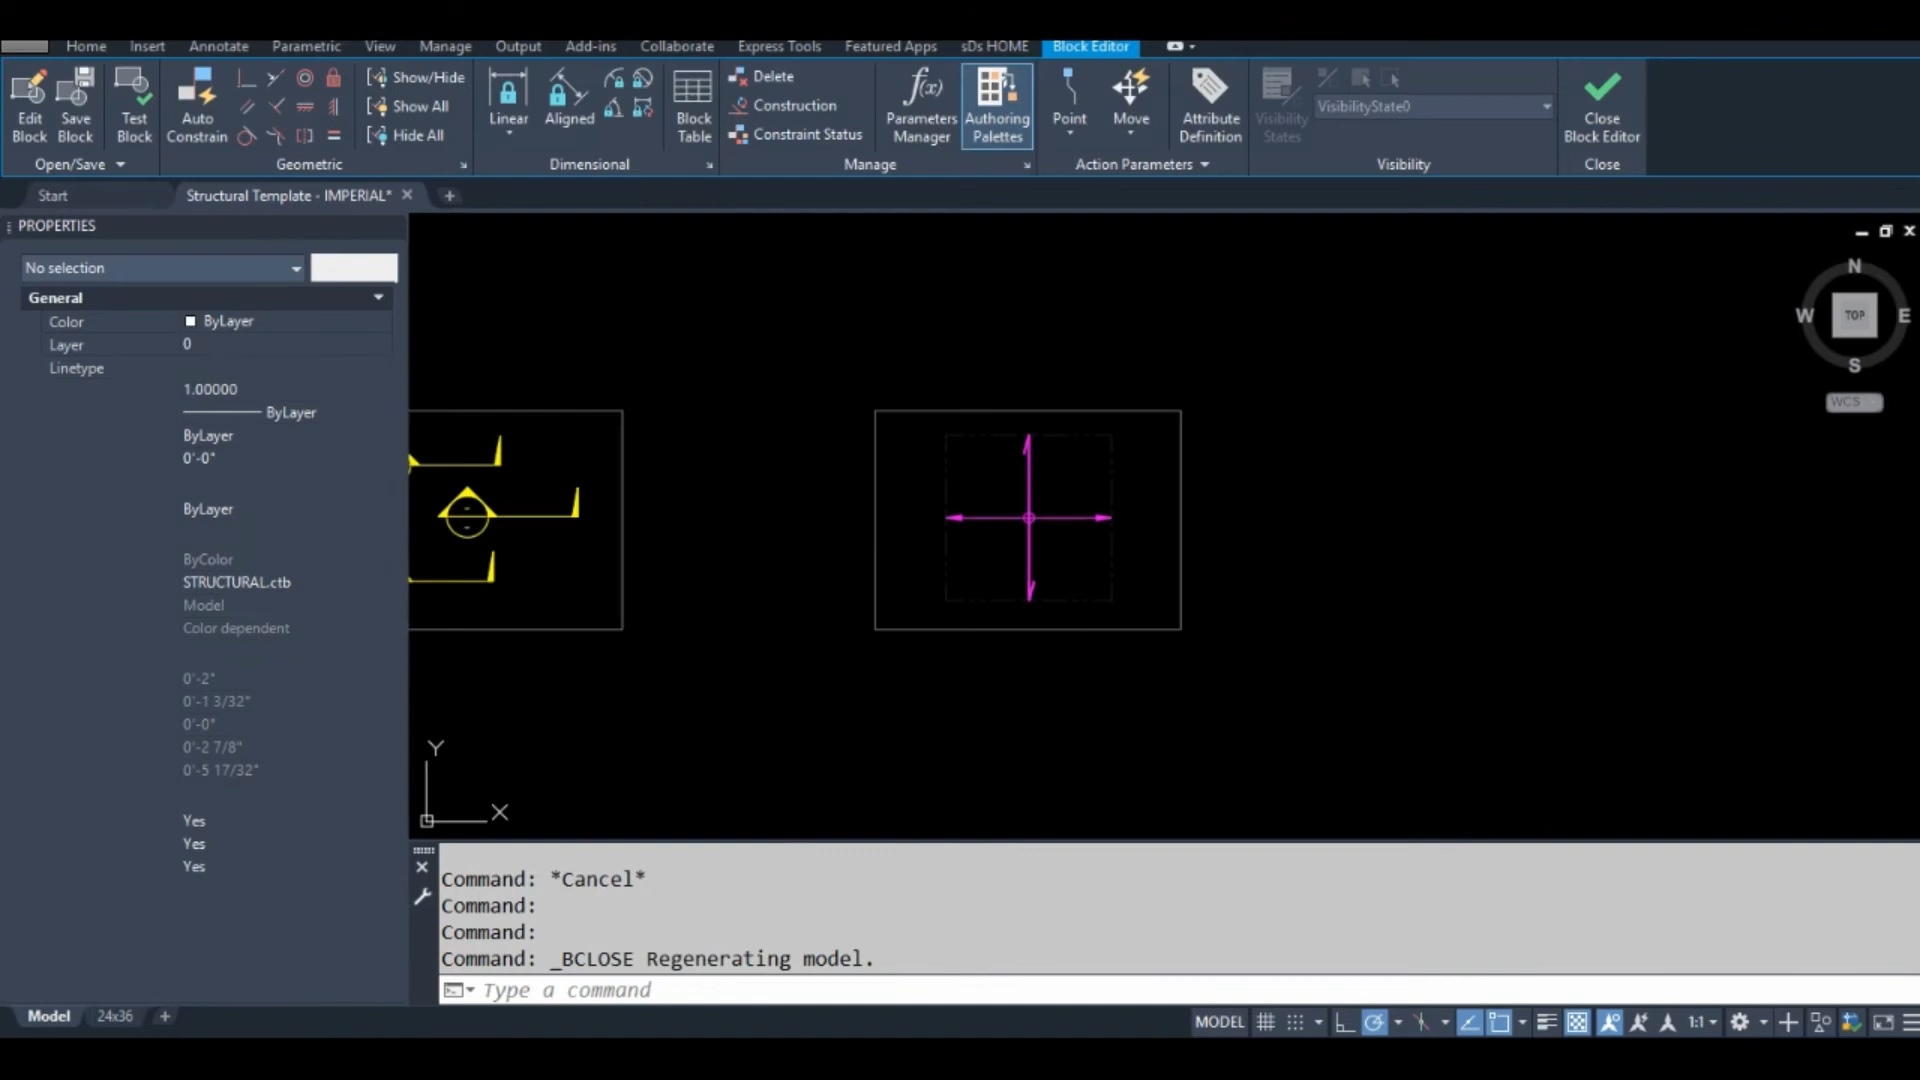 Home Insert Annotate Parametric View Manage Output Add-ins Collaborate Express Tools Featured Apps sDs HOME Block Editor
Edit Block
Save Block
Test Block
Auto Constrain
Show/Hide
Show All
Hide All
Linear
Aligned
Block Table
Delete
Construction
Constraint Status
f(x)
Parameters Manager
Authoring Palettes
Point
Move
Attribute Definition
Visibility States
VisibilityState0
Close Block Editor
Open/Save Geometric Dimensional Manage Action Parameters Visibility Close
Start Structural Template - IMPERIAL*
PROPERTIES
No selection
General
Color ByLayer
Layer 0
Linetype
1.00000
ByLayer
ByLayer
0'-0"
ByLayer
ByColor
STRUCTURAL.ctb
Model
Color dependent
0'-2"
0'-1 3/32"
0'-0"
0'-2 7/8"
0'-5 17/32"
Yes
Yes
Yes
N
W TOP E
S
WCS
Y
X
Command: *Cancel*
Command:
Command:
Command: _BCLOSE Regenerating model.
Type a command
Model 24x36
MODEL 1:1